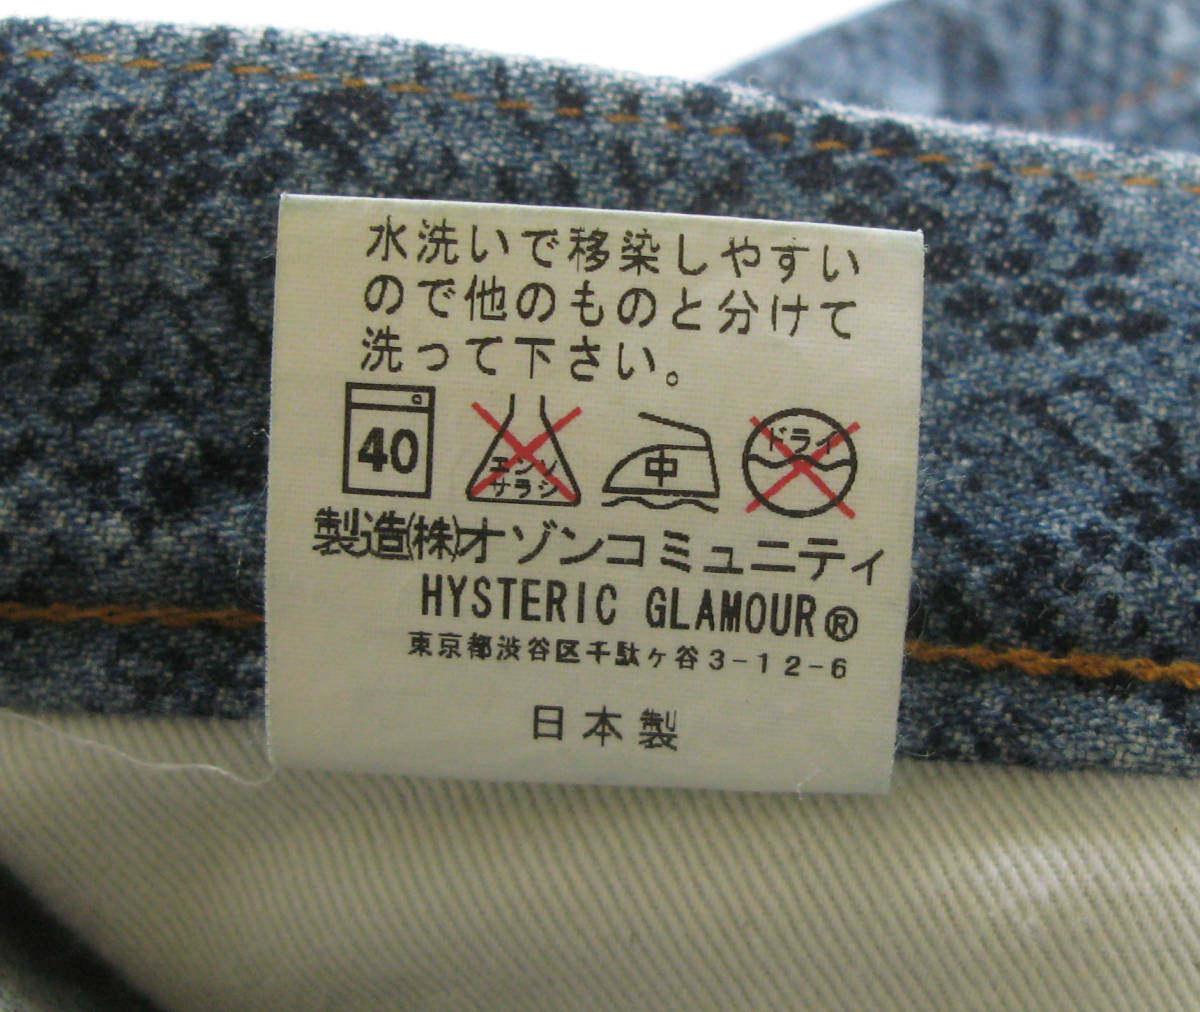 水洗いで移染しやすい
ので他のものと分けて
洗って下さい。
40
エンソ
サラシ
中
ドライ
製造㈱オゾンコミュニティ
HYSTERIC GLAMOUR®
東京都渋谷区千駄ヶ谷3-12-6
日本製